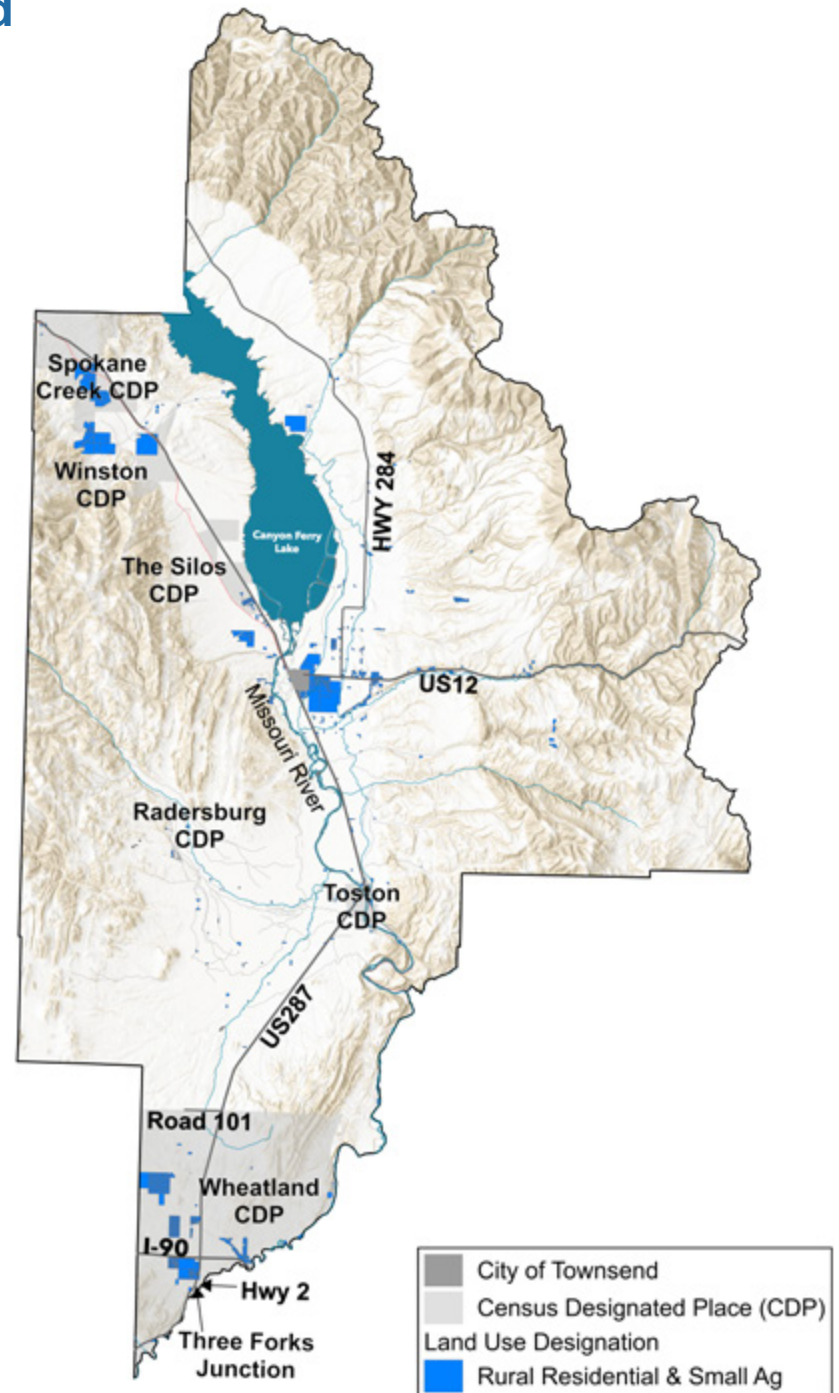 Spokane
Creek CDP
Winston
CDP
HWY 284
Canyon Ferry
Lake
The Silos
CDP
US12
Missouri River
Radersburg
CDP
Toston
CDP
US287
Road 101
Wheatland
CDP
I-90
Hwy 2
Three Forks
Junction
City of Townsend
Census Designated Place (CDP)
Land Use Designation
Rural Residential & Small Ag